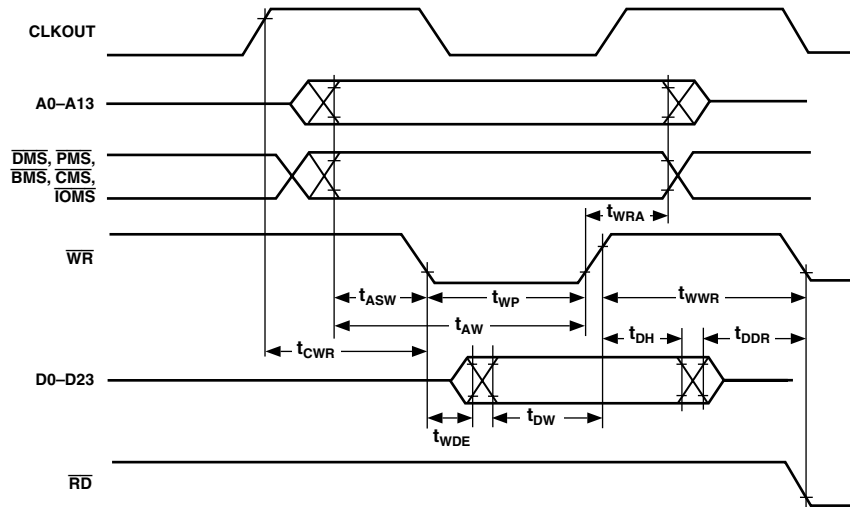 CLKOUT
A0–A13
DMS, PMS,
BMS, CMS,
IOMS
tWRA
WR
tASW
tWP
tWWR
tAW
tDH
tDDR
tCWR
D0–D23
tWDE
tDW
RD